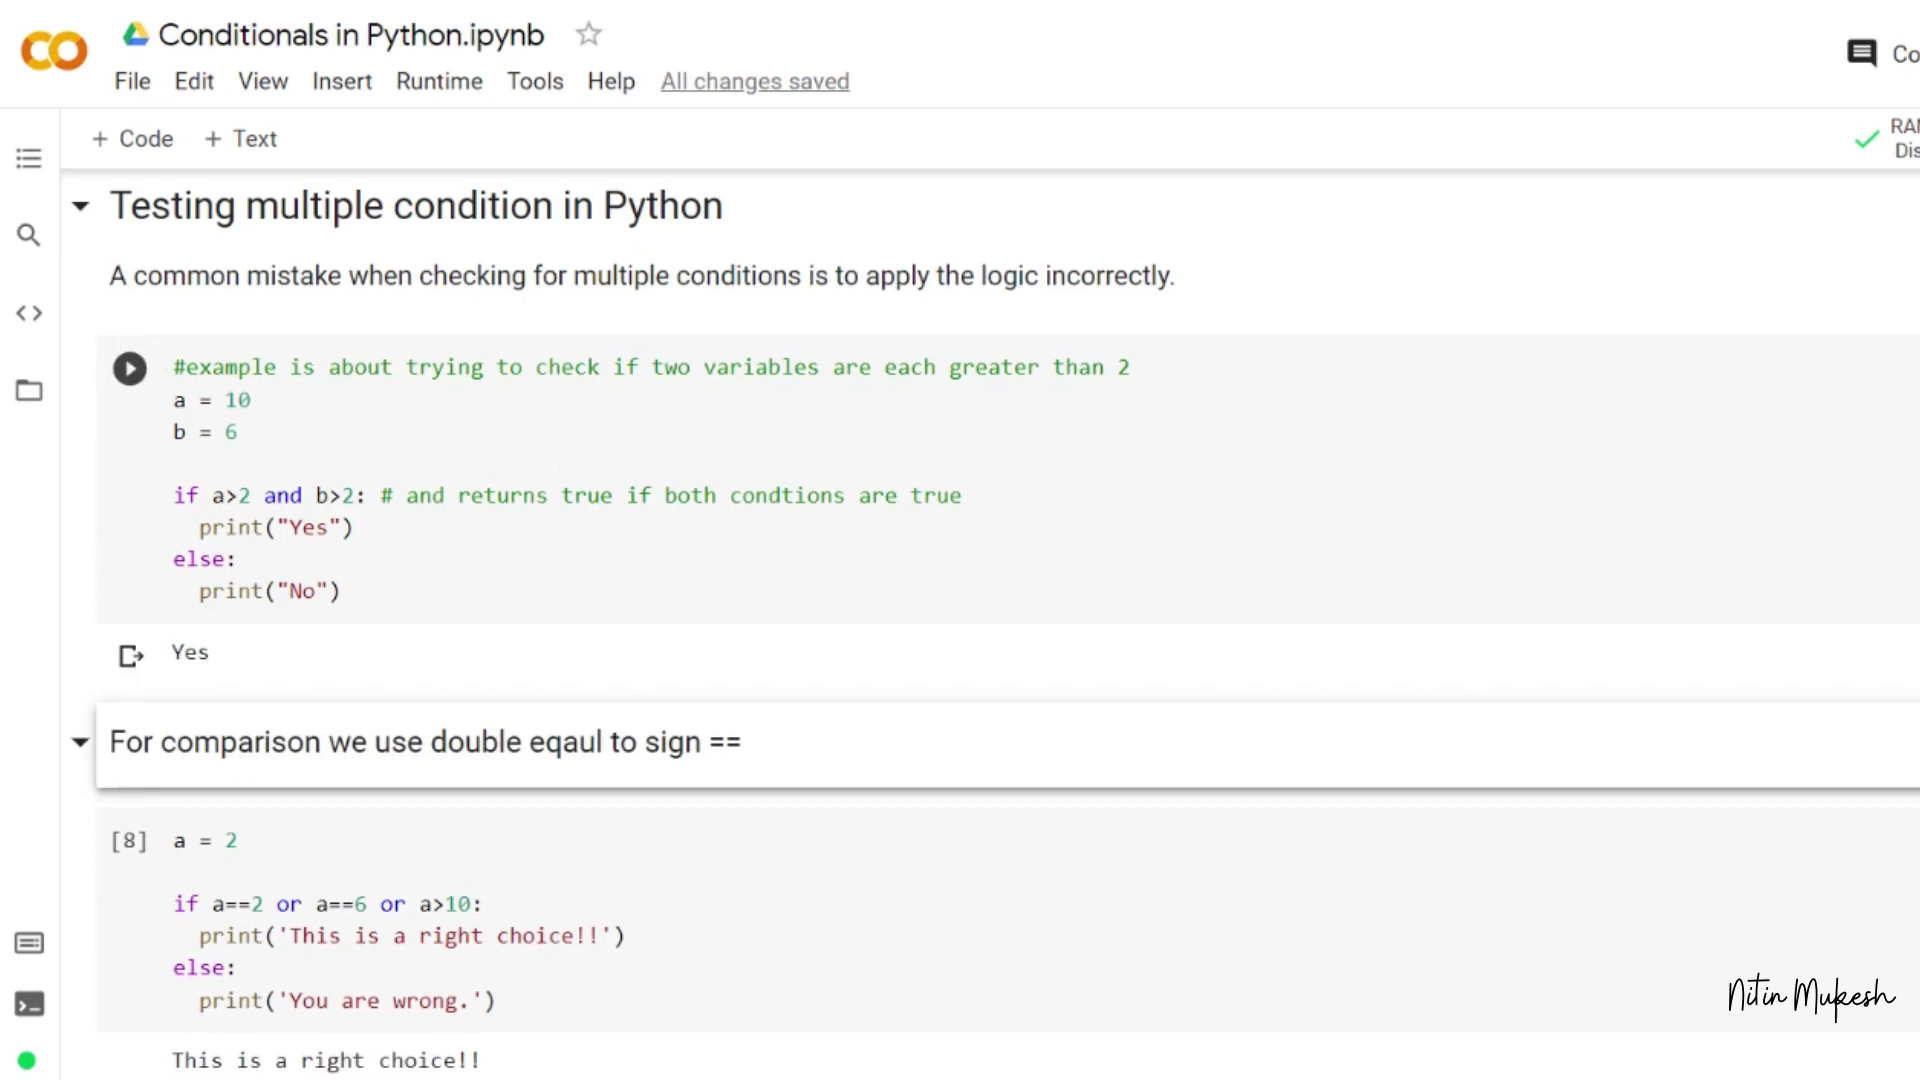 Conditionals in Python.ipynb
File Edit View Insert Runtime Tools Help All changes saved
Co
+ Code + Text
RAM
Dis
Testing multiple condition in Python
A common mistake when checking for multiple conditions is to apply the logic incorrectly.
#example is about trying to check if two variables are each greater than 2
a = 10
b = 6
if a>2 and b>2: # and returns true if both condtions are true
print("Yes")
else:
print("No")
Yes
For comparison we use double eqaul to sign ==
[8] a = 2
if a==2 or a==6 or a>10:
print('This is a right choice!!')
else:
print('You are wrong.')
This is a right choice!!
Nitin Mukesh